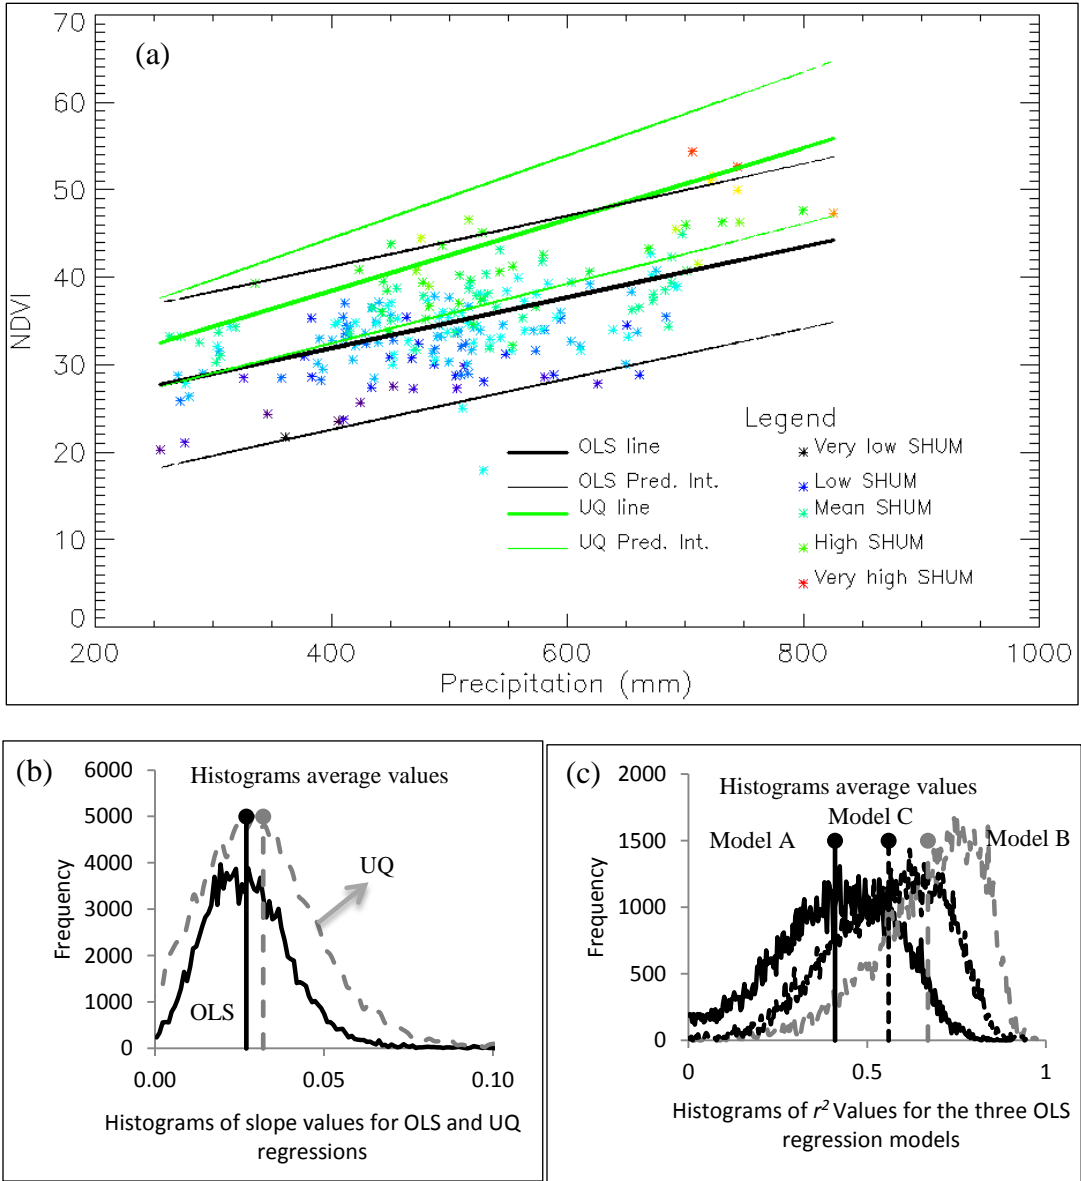 (a)
70
60
50
40
30
20
10
0
NDVI
200 400 600 800 1000
Precipitation (mm)
Legend
OLS line
OLS Pred. Int.
UQ line
UQ Pred. Int.
Very low SHUM
Low SHUM
Mean SHUM
High SHUM
Very high SHUM
(b)
Histograms average values
6000
5000
4000
3000
2000
1000
0
Frequency
UQ
OLS
0.00 0.05 0.10
Histograms of slope values for OLS and UQ
regressions
(c)
Histograms average values
Model C
Model A
Model B
2000
1500
1000
500
0
Frequency
0 0.5 1
Histograms of r² Values for the three OLS
regression models